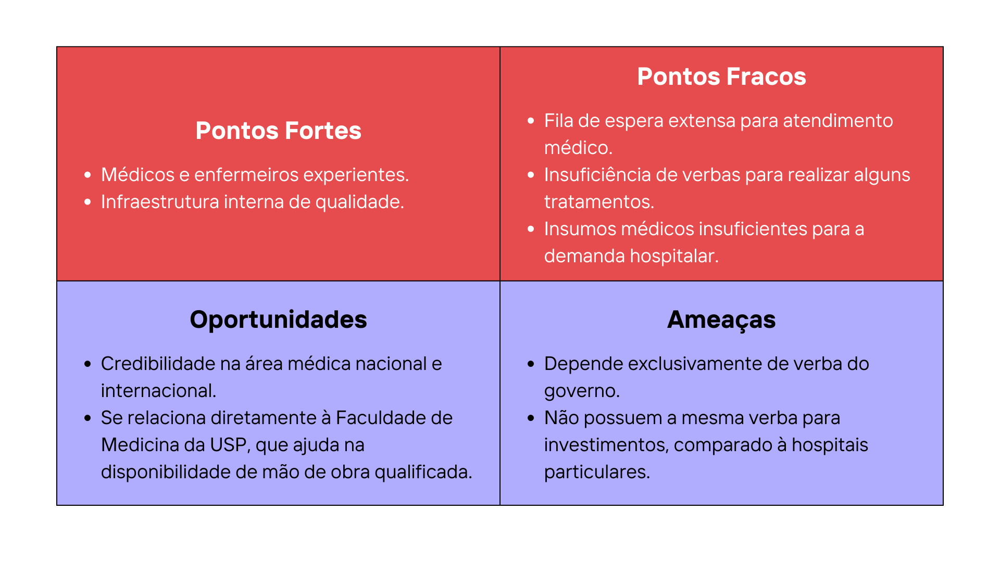 Pontos Fortes
• Médicos e enfermeiros experientes.
• Infraestrutura interna de qualidade.
Pontos Fracos
• Fila de espera extensa para atendimento
médico.
• Insuficiência de verbas para realizar alguns
tratamentos.
• Insumos médicos insuficientes para a
demanda hospitalar.
Oportunidades
• Credibilidade na área médica nacional e
internacional.
• Se relaciona diretamente à Faculdade de
Medicina da USP, que ajuda na
disponibilidade de mão de obra qualificada.
Ameaças
• Depende exclusivamente de verba do
governo.
• Não possuem a mesma verba para
investimentos, comparado à hospitais
particulares.